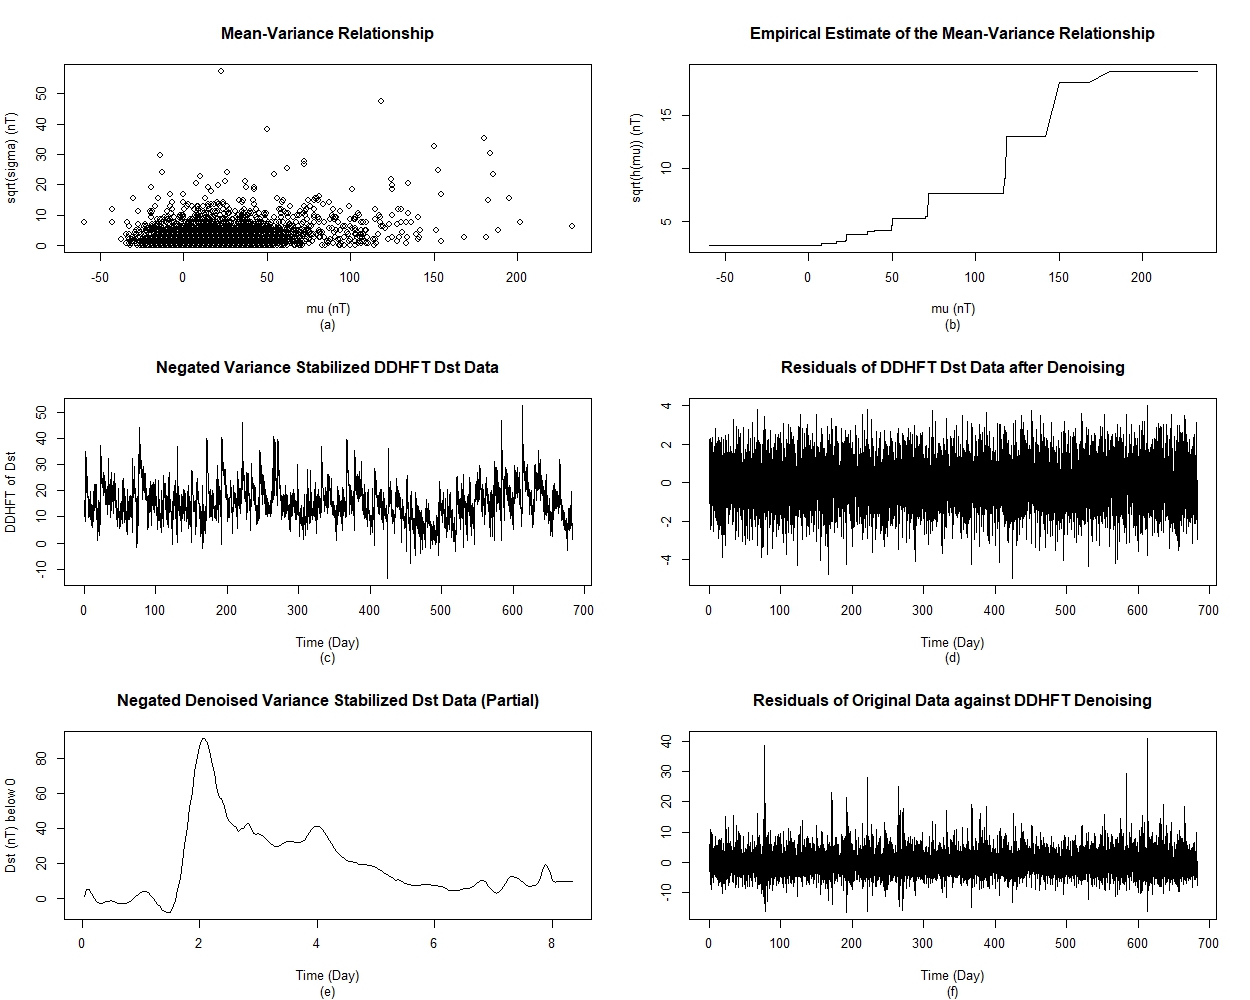 Mean-Variance Relationship
sqrt(sigma) (nT)
0 10 20 30 40 50
-50 0 50 100 150 200
mu (nT)
(a)
Empirical Estimate of the Mean-Variance Relationship
sqrt(h(mu)) (nT)
5 10 15
-50 0 50 100 150 200
mu (nT)
(b)
Negated Variance Stabilized DDHFT Dst Data
DDHFT of Dst
-10 0 10 20 30 40 50
0 100 200 300 400 500 600 700
Time (Day)
(c)
Residuals of DDHFT Dst Data after Denoising
-4 -2 0 2 4
0 100 200 300 400 500 600 700
Time (Day)
(d)
Negated Denoised Variance Stabilized Dst Data (Partial)
Dst (nT) below 0
0 20 40 60 80
0 2 4 6 8
Time (Day)
(e)
Residuals of Original Data against DDHFT Denoising
-10 0 10 20 30 40
0 100 200 300 400 500 600 700
Time (Day)
(f)